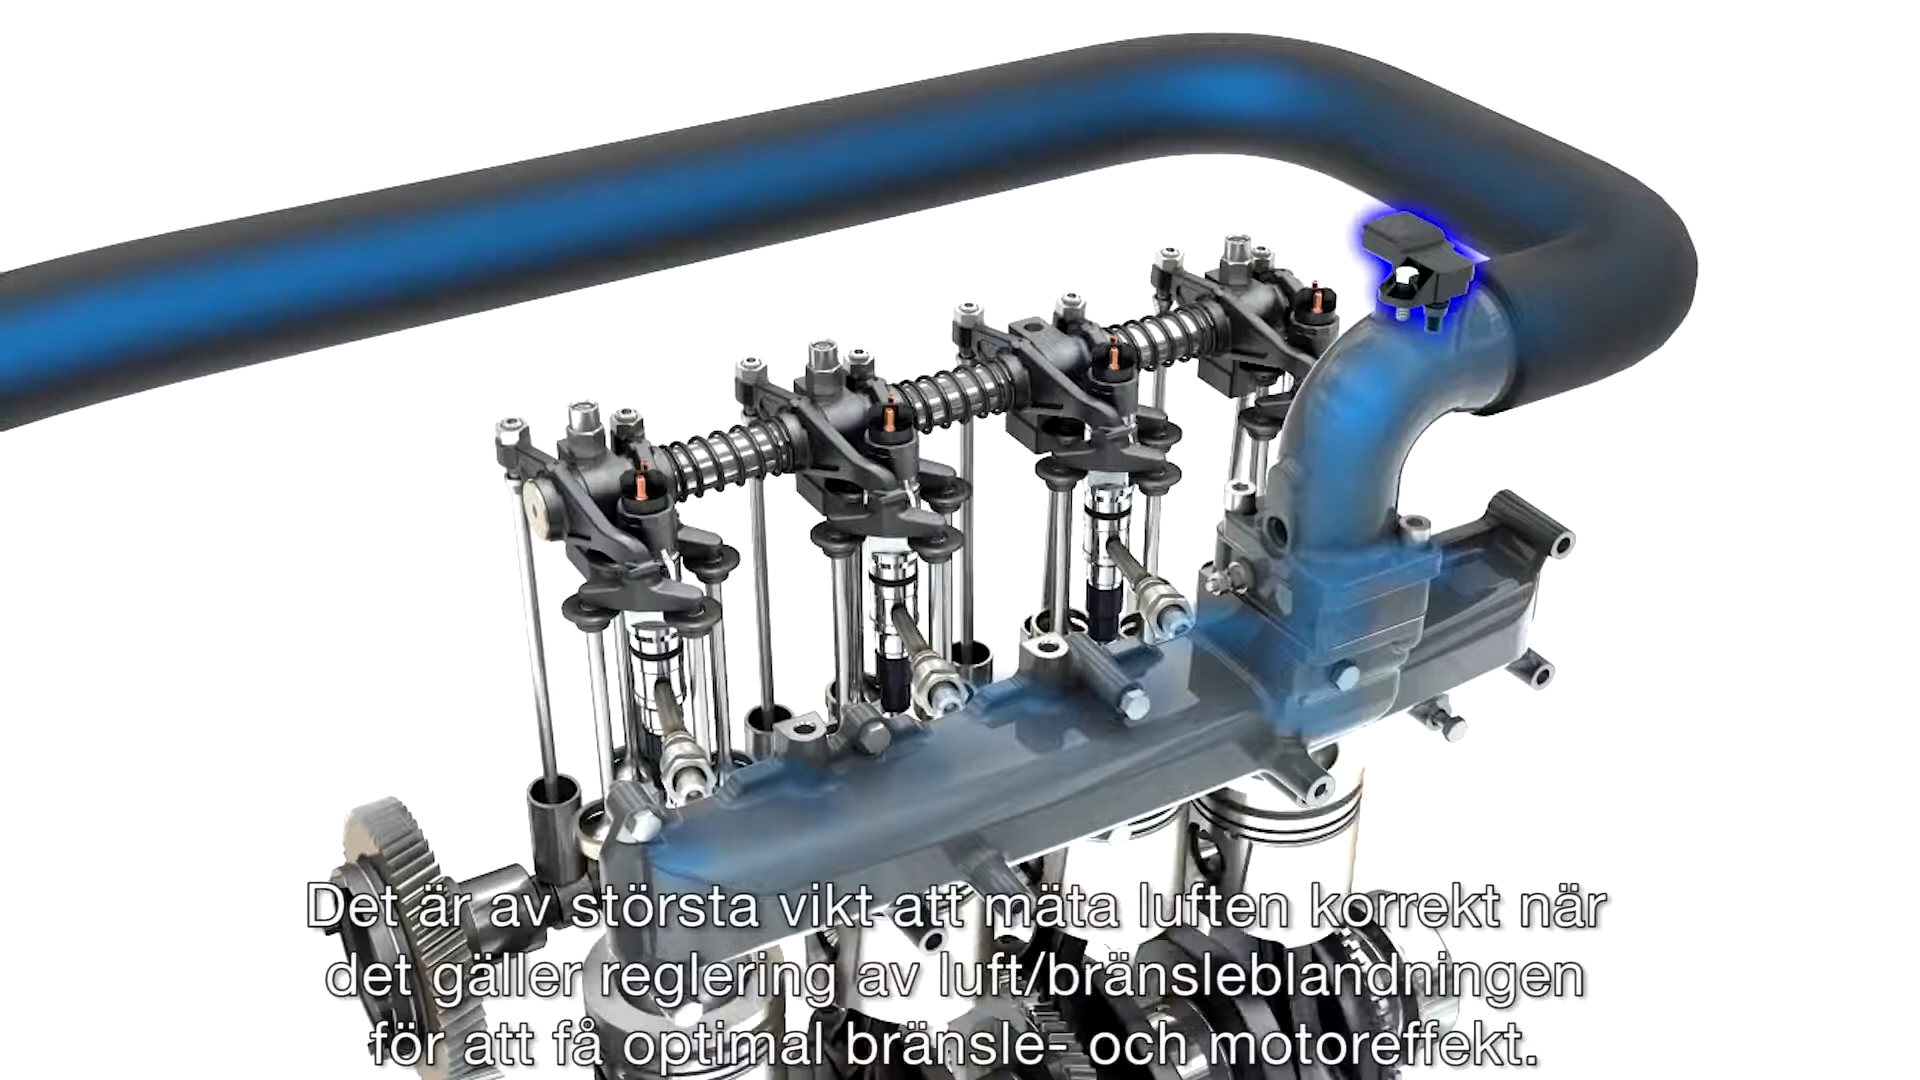 Det är av största vikt att mäta luften korrekt när
det gäller reglering av luft/bränsleblandningen
för att få optimal bränsle- och motoreffekt.